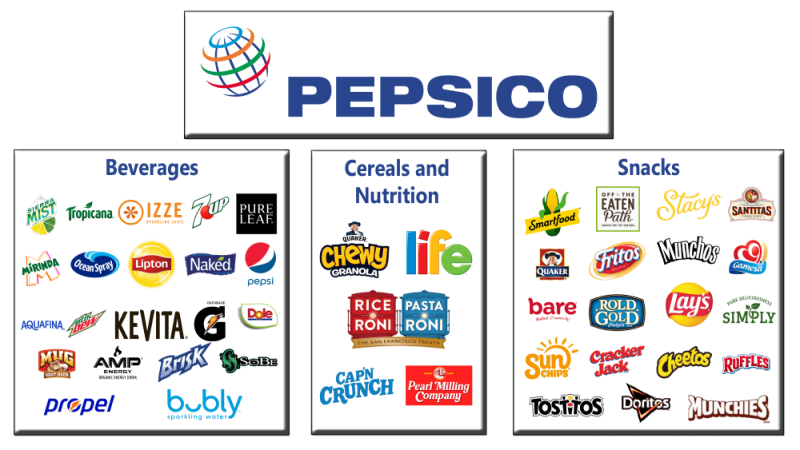 PEPSICO
Beverages
SIERRA
MIST
Tropicana
IZZE
SPARKLING JUICE
7UP
PURE
LEAF
MIRINDA
Ocean Spray
Lipton
Naked
pepsi
AQUAFINA
MTN DEW
KEVITA
GATORADE
G
Dole
MUG
ROOT BEER
AMP
ENERGY
ORGANIC ENERGY DRINK
BRISK
SoBe
propel
bubly
sparkling water
Cereals and
Nutrition
QUAKER
CHEWY
GRANOLA
life
RICE
A
RONI
PASTA
RONI
THE SAN FRANCISCO TREAT
CAP'N
CRUNCH
Pearl Milling
Company
Snacks
Smartfood
OFF THE
EATEN
Path
Stacy's
SANTITAS
QUAKER
Fritos
Munchos
Gamesa
bare
Baked Crunchy
ROLD
GOLD
Pretzels
Lay's
PURE DELICIOUSNESS
SIMPLY
Sun
CHIPS
Cracker
Jack
Cheetos
RUFFLES
TOSTITOS
Doritos
MUNCHIES